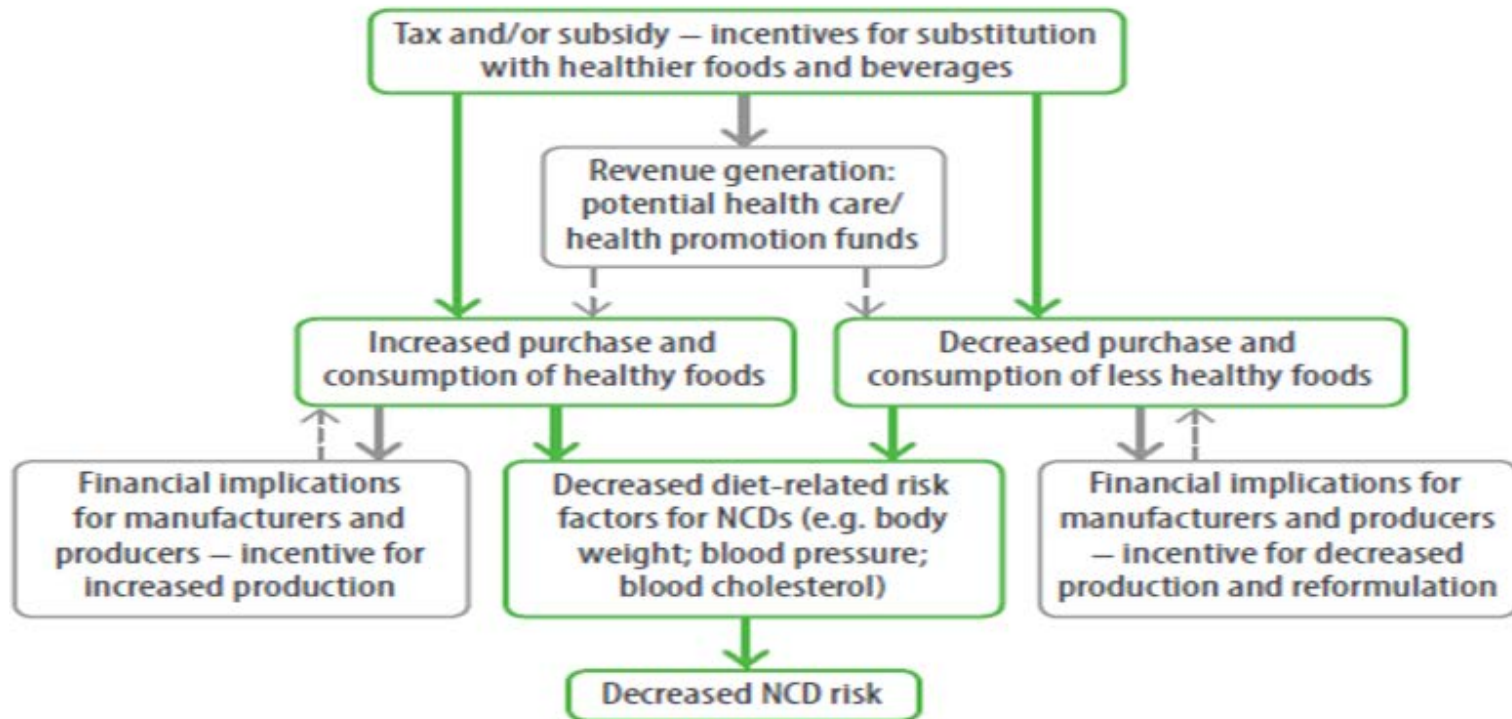 Tax and/or subsidy – incentives for substitution
with healthier foods and beverages
Revenue generation:
potential health care/
health promotion funds
Increased purchase and
consumption of healthy foods
Decreased purchase and
consumption of less healthy foods
Financial implications
for manufacturers and
producers – incentive for
increased production
Decreased diet-related risk
factors for NCDs (e.g. body
weight; blood pressure;
blood cholesterol)
Financial implications for
manufacturers and producers
– incentive for decreased
production and reformulation
Decreased NCD risk